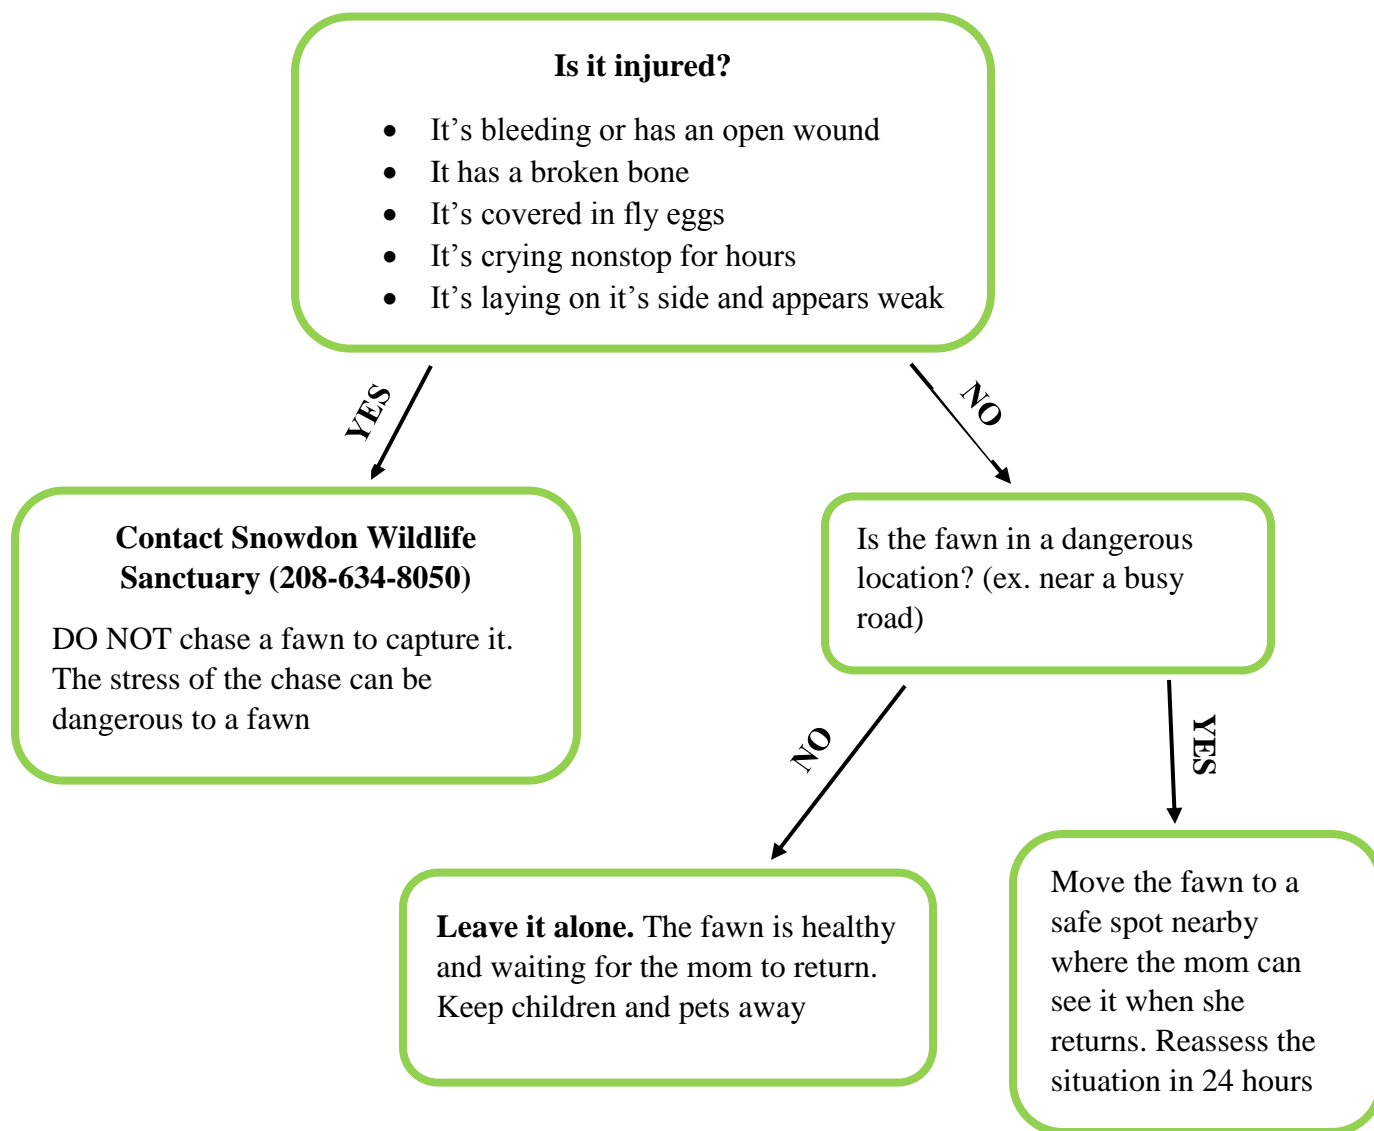 Is it injured?
• It’s bleeding or has an open wound
• It has a broken bone
• It’s covered in fly eggs
• It’s crying nonstop for hours
• It’s laying on it’s side and appears weak
YES
NO
Contact Snowdon Wildlife
Sanctuary (208-634-8050)
DO NOT chase a fawn to capture it.
The stress of the chase can be
dangerous to a fawn
Is the fawn in a dangerous
location? (ex. near a busy
road)
NO
YES
Leave it alone. The fawn is healthy
and waiting for the mom to return.
Keep children and pets away
Move the fawn to a
safe spot nearby
where the mom can
see it when she
returns. Reassess the
situation in 24 hours